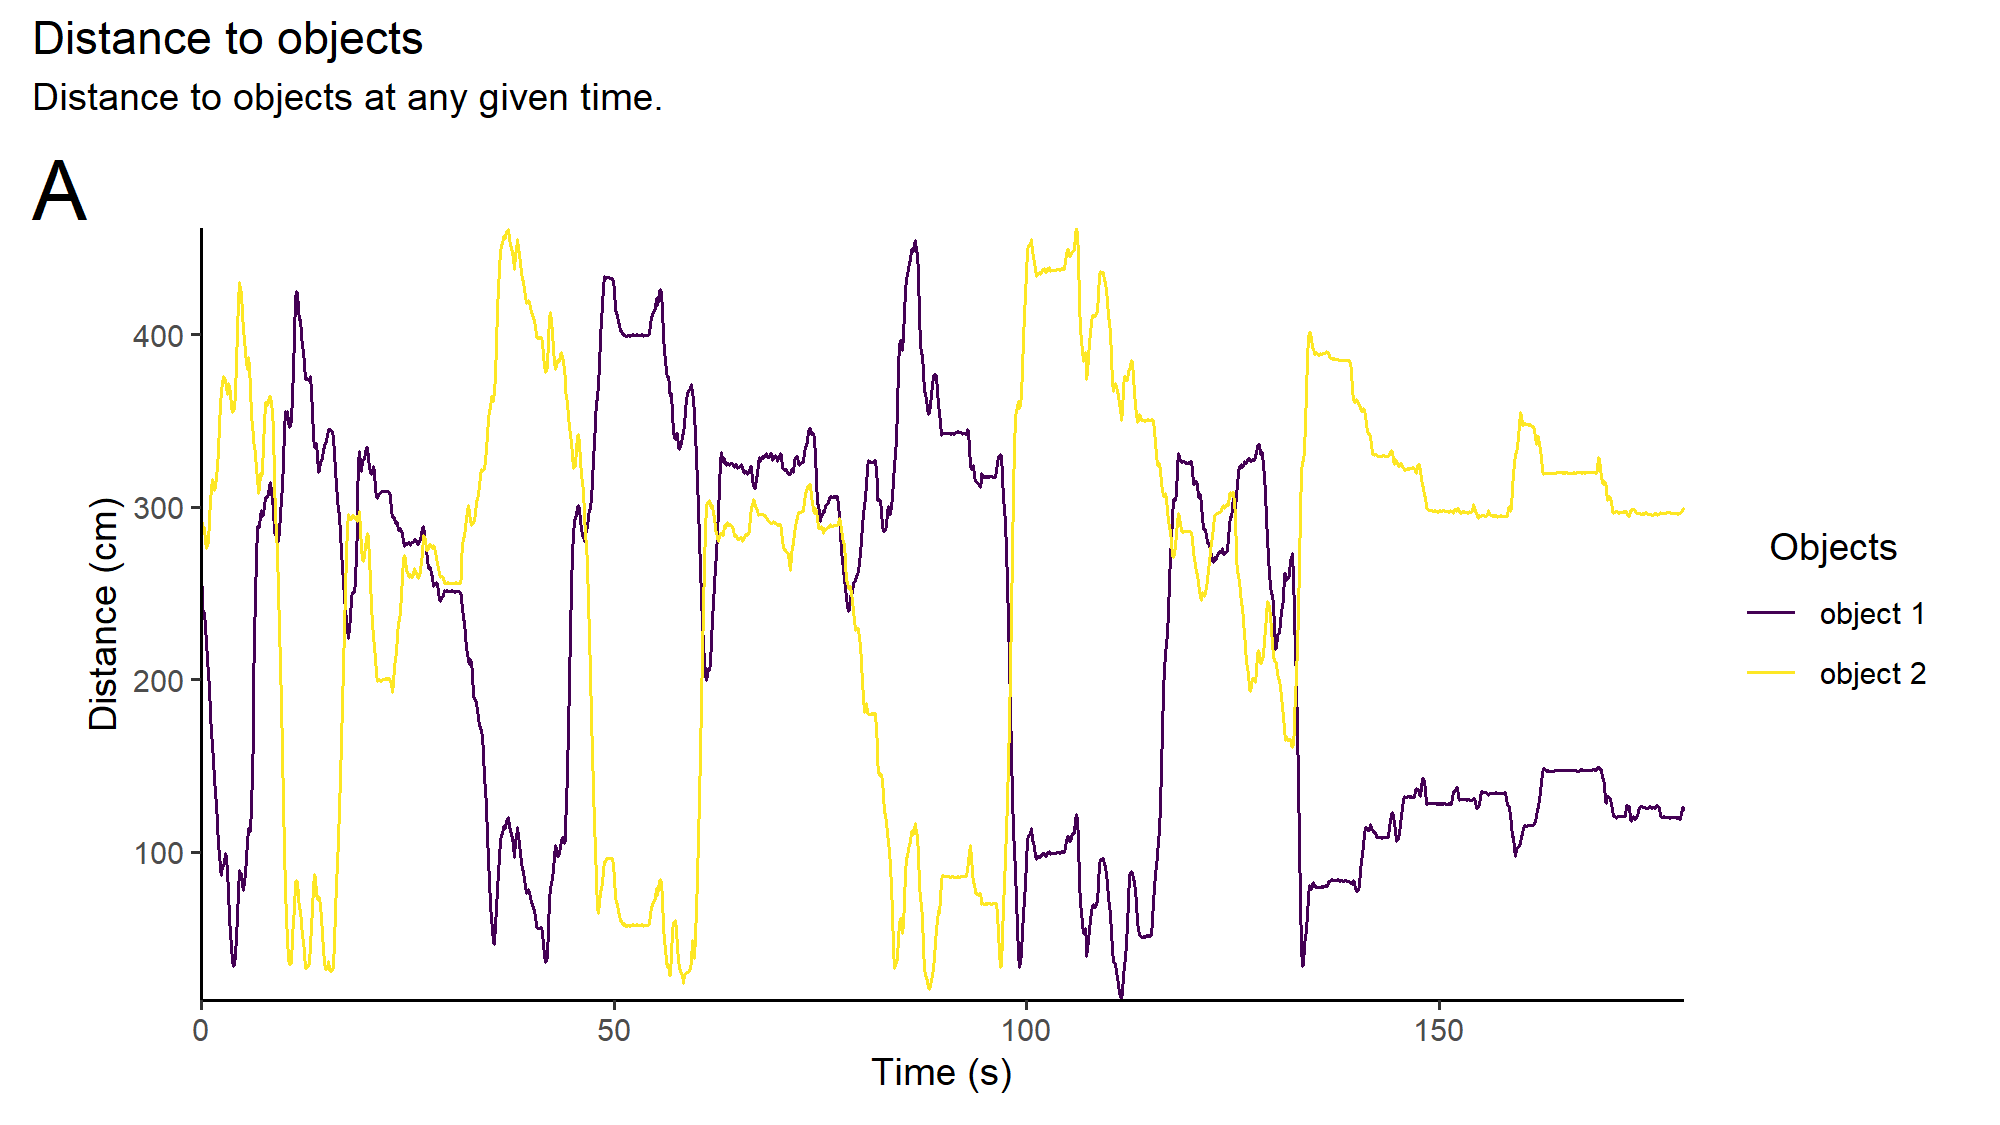 Distance to objects
Distance to objects at any given time.
A
400
300
200
100
Distance (cm)
0 50 100 150
Time (s)
Objects
object 1
object 2